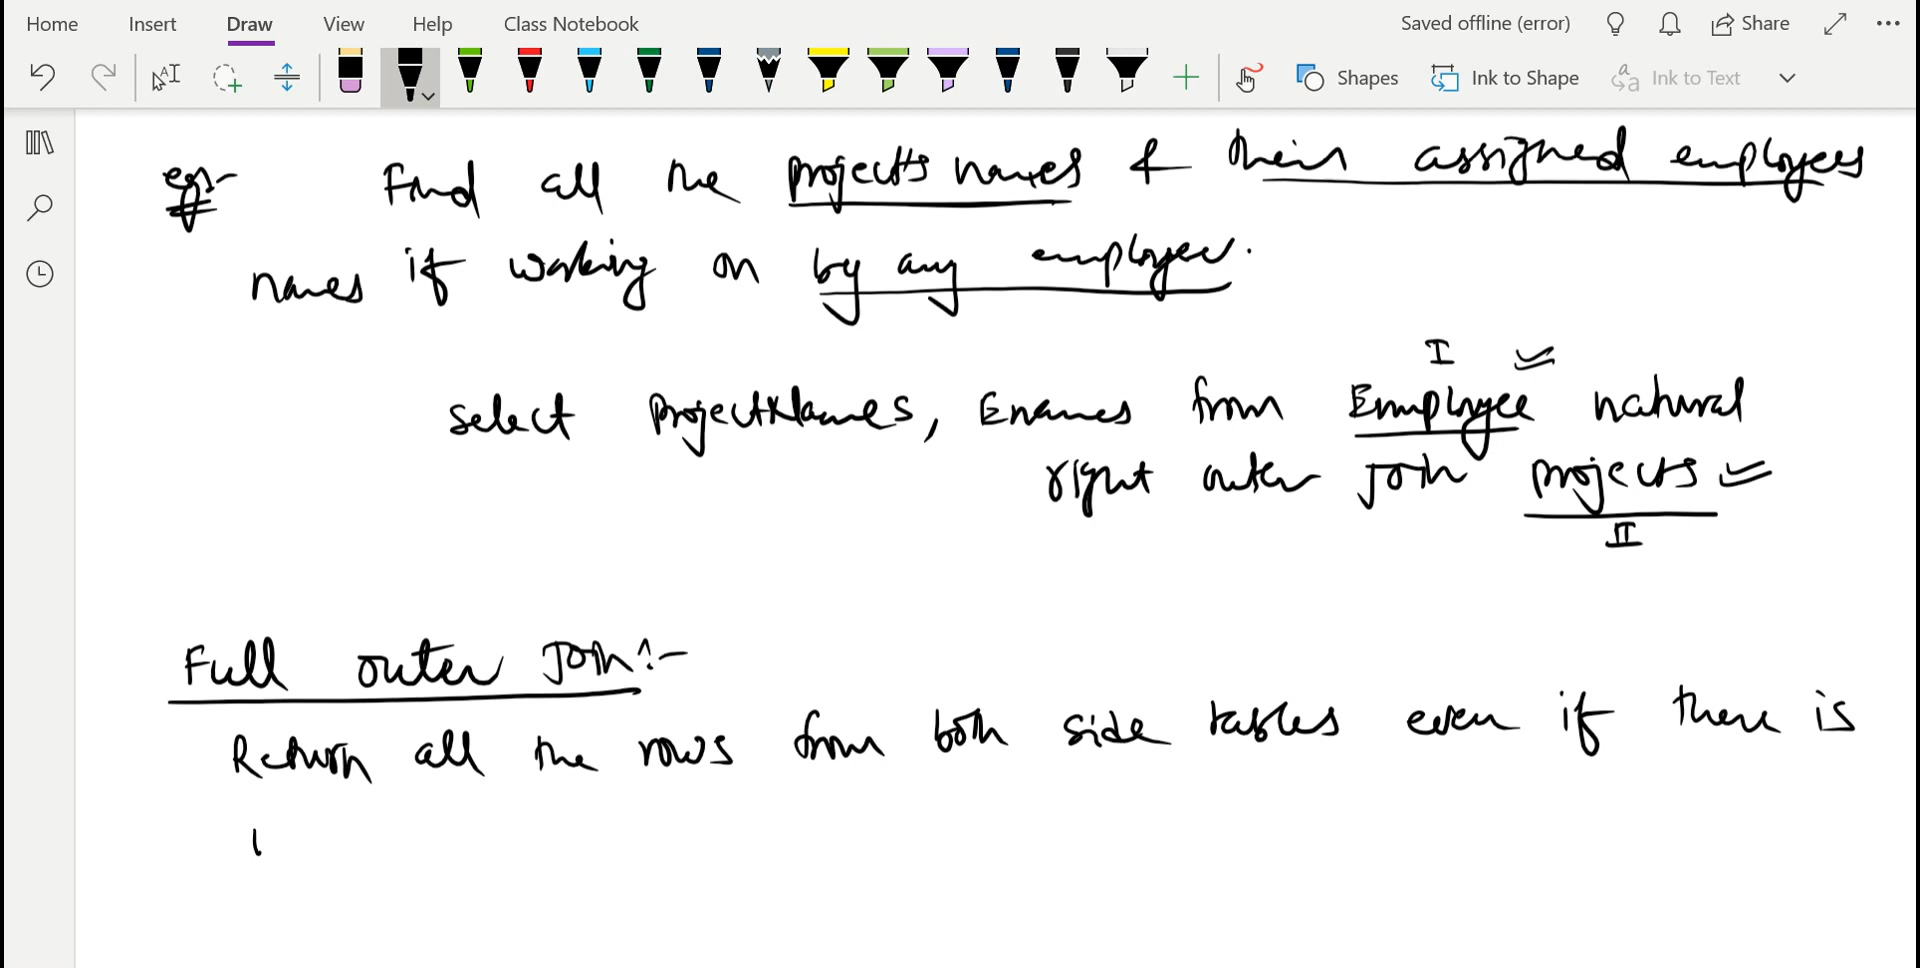 Home Insert Draw View Help Class Notebook Saved offline (error) Share
Shapes Ink to Shape Ink to Text
eg:- Find all the projects names & their assigned employees
names if working on by any employee.
I
select ProjectNames, Enames from Employee natural
right outer join projects
II
Full outer Join:-
Return all the rows from both side tables even if there is